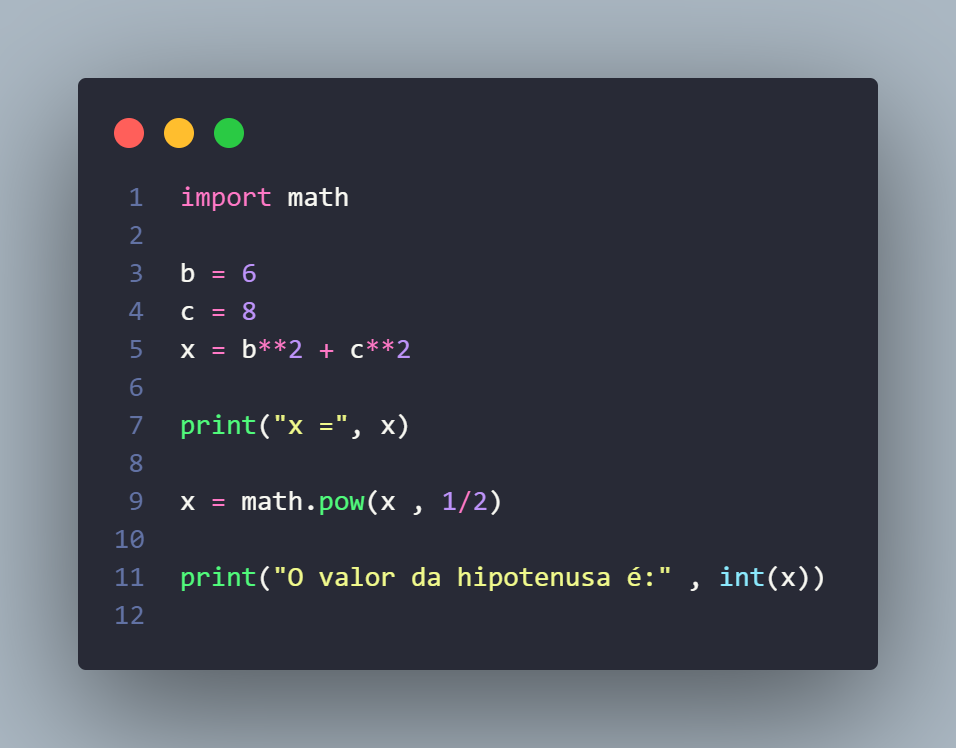 1 import math
2
3 b = 6
4 c = 8
5 x = b**2 + c**2
6
7 print("x =", x)
8
9 x = math.pow(x , 1/2)
10
11 print("O valor da hipotenusa é:" , int(x))
12